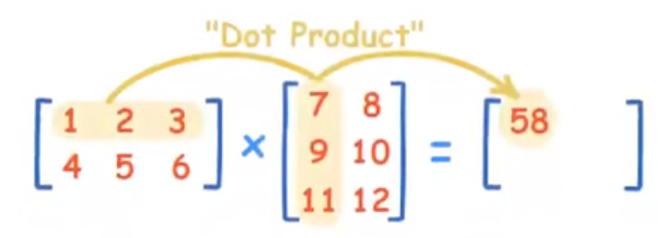 "Dot Product"
[1 2 3] × [7 8] = [58 ]
[4 5 6] [9 10]
[11 12]